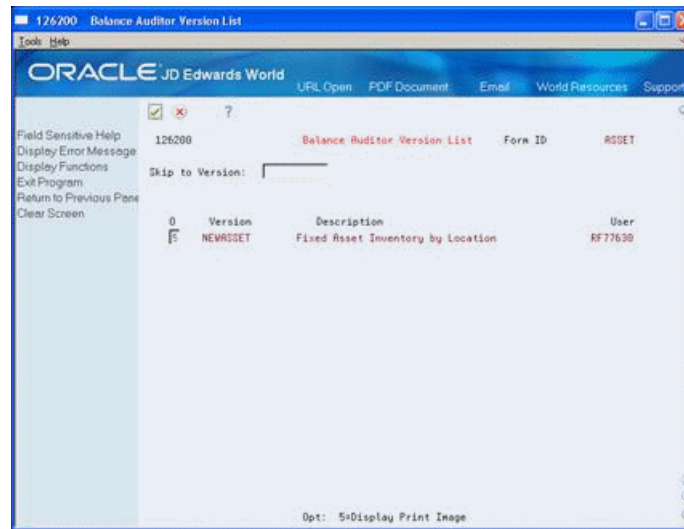 126200 Balance Auditor Version List
Tools Help
ORACLE JD Edwards World
URL Open PDF Document Email World Resources Support
?
Field Sensitive Help
Display Error Message
Display Functions
Exit Program
Return to Previous Pane
Clear Screen
126200 Balance Auditor Version List Form ID ASSET
Skip to Version:
O Version Description User
5 NEWASSET Fixed Asset Inventory by Location RF77630
Opt: 5=Display Print Image